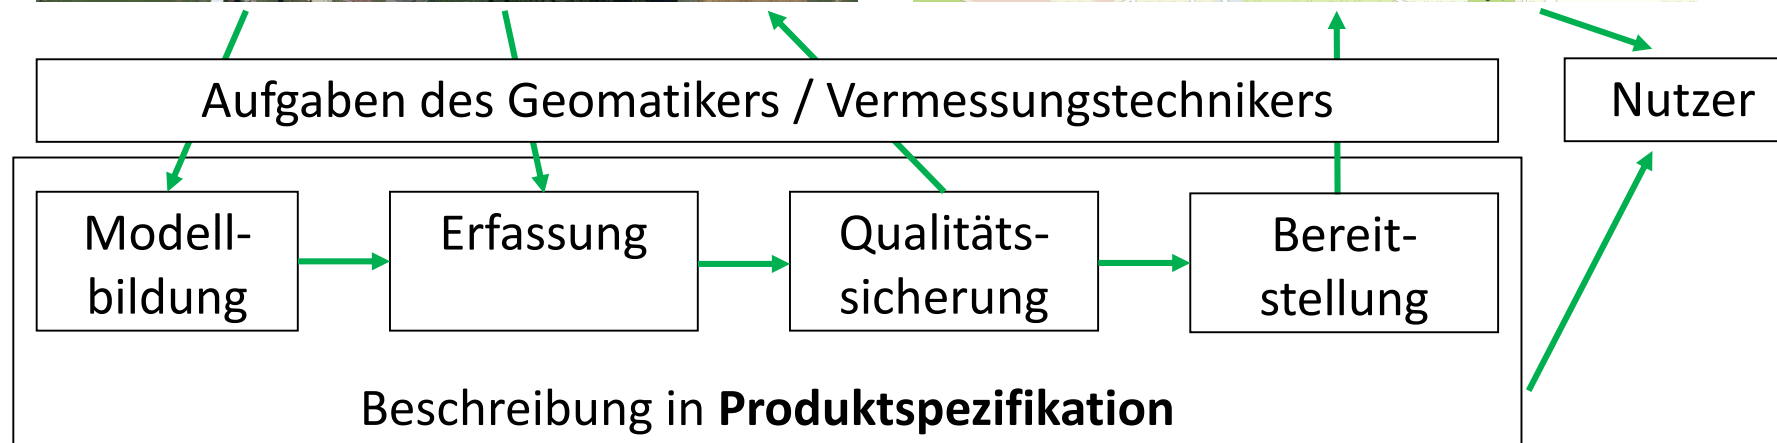 Aufgaben des Geomatikers / Vermessungstechnikers
Nutzer
Modell-
bildung
Erfassung
Qualitäts-
sicherung
Bereit-
stellung
Beschreibung in Produktspezifikation